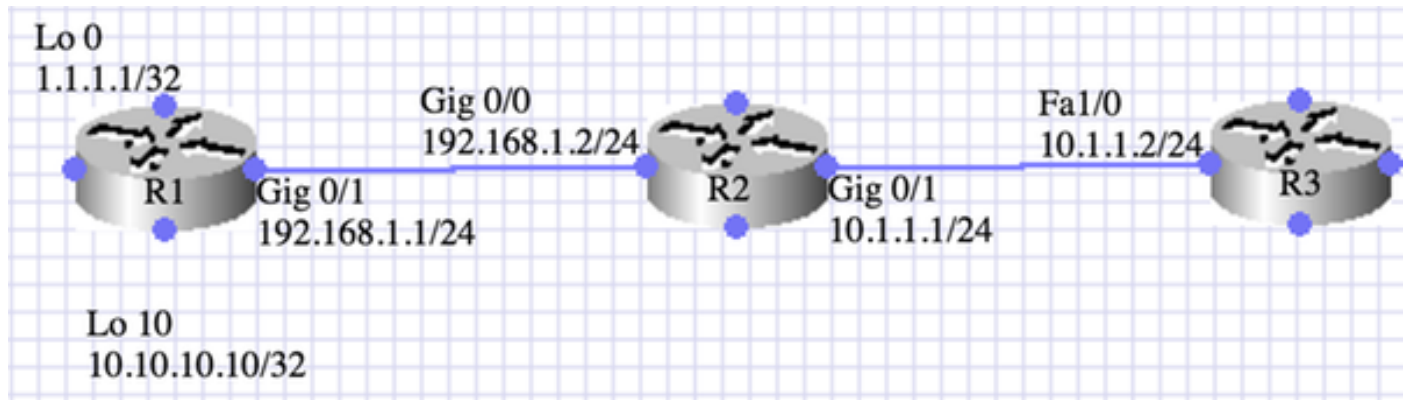 Lo 0
1.1.1.1/32
R1
Gig 0/1
192.168.1.1/24
Gig 0/0
192.168.1.2/24
R2
Gig 0/1
10.1.1.1/24
Fa1/0
10.1.1.2/24
R3
Lo 10
10.10.10.10/32